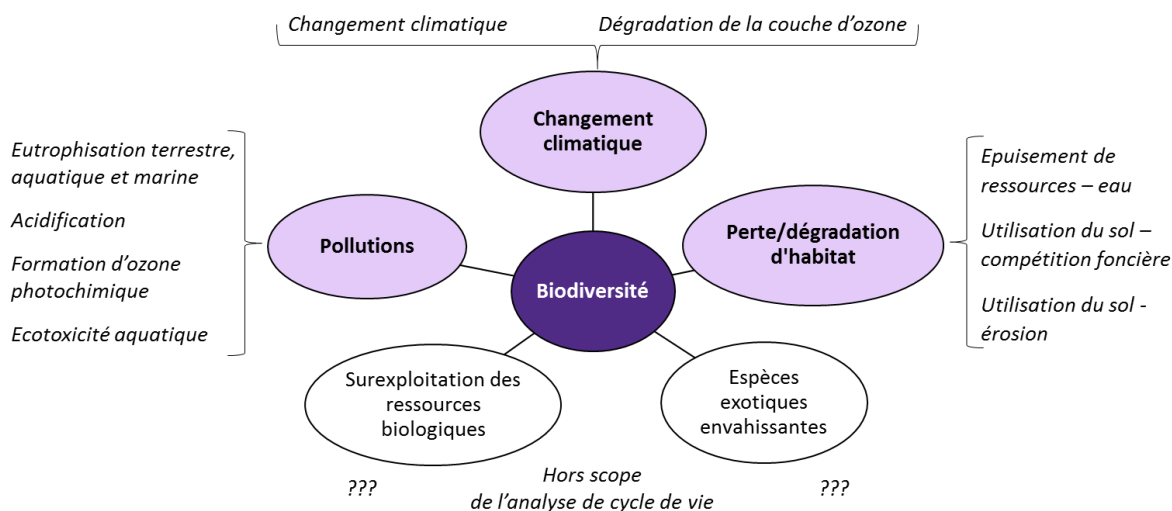 Changement climatique
Dégradation de la couche d'ozone
Changement
climatique
Eutrophisation terrestre,
aquatique et marine
Acidification
Formation d'ozone
photochimique
Ecotoxicité aquatique
Pollutions
Biodiversité
Perte/dégradation
d'habitat
Epuisement de
ressources – eau
Utilisation du sol –
compétition foncière
Utilisation du sol -
érosion
Surexploitation des
ressources
biologiques
Espèces
exotiques
envahissantes
???
Hors scope
de l'analyse de cycle de vie
???